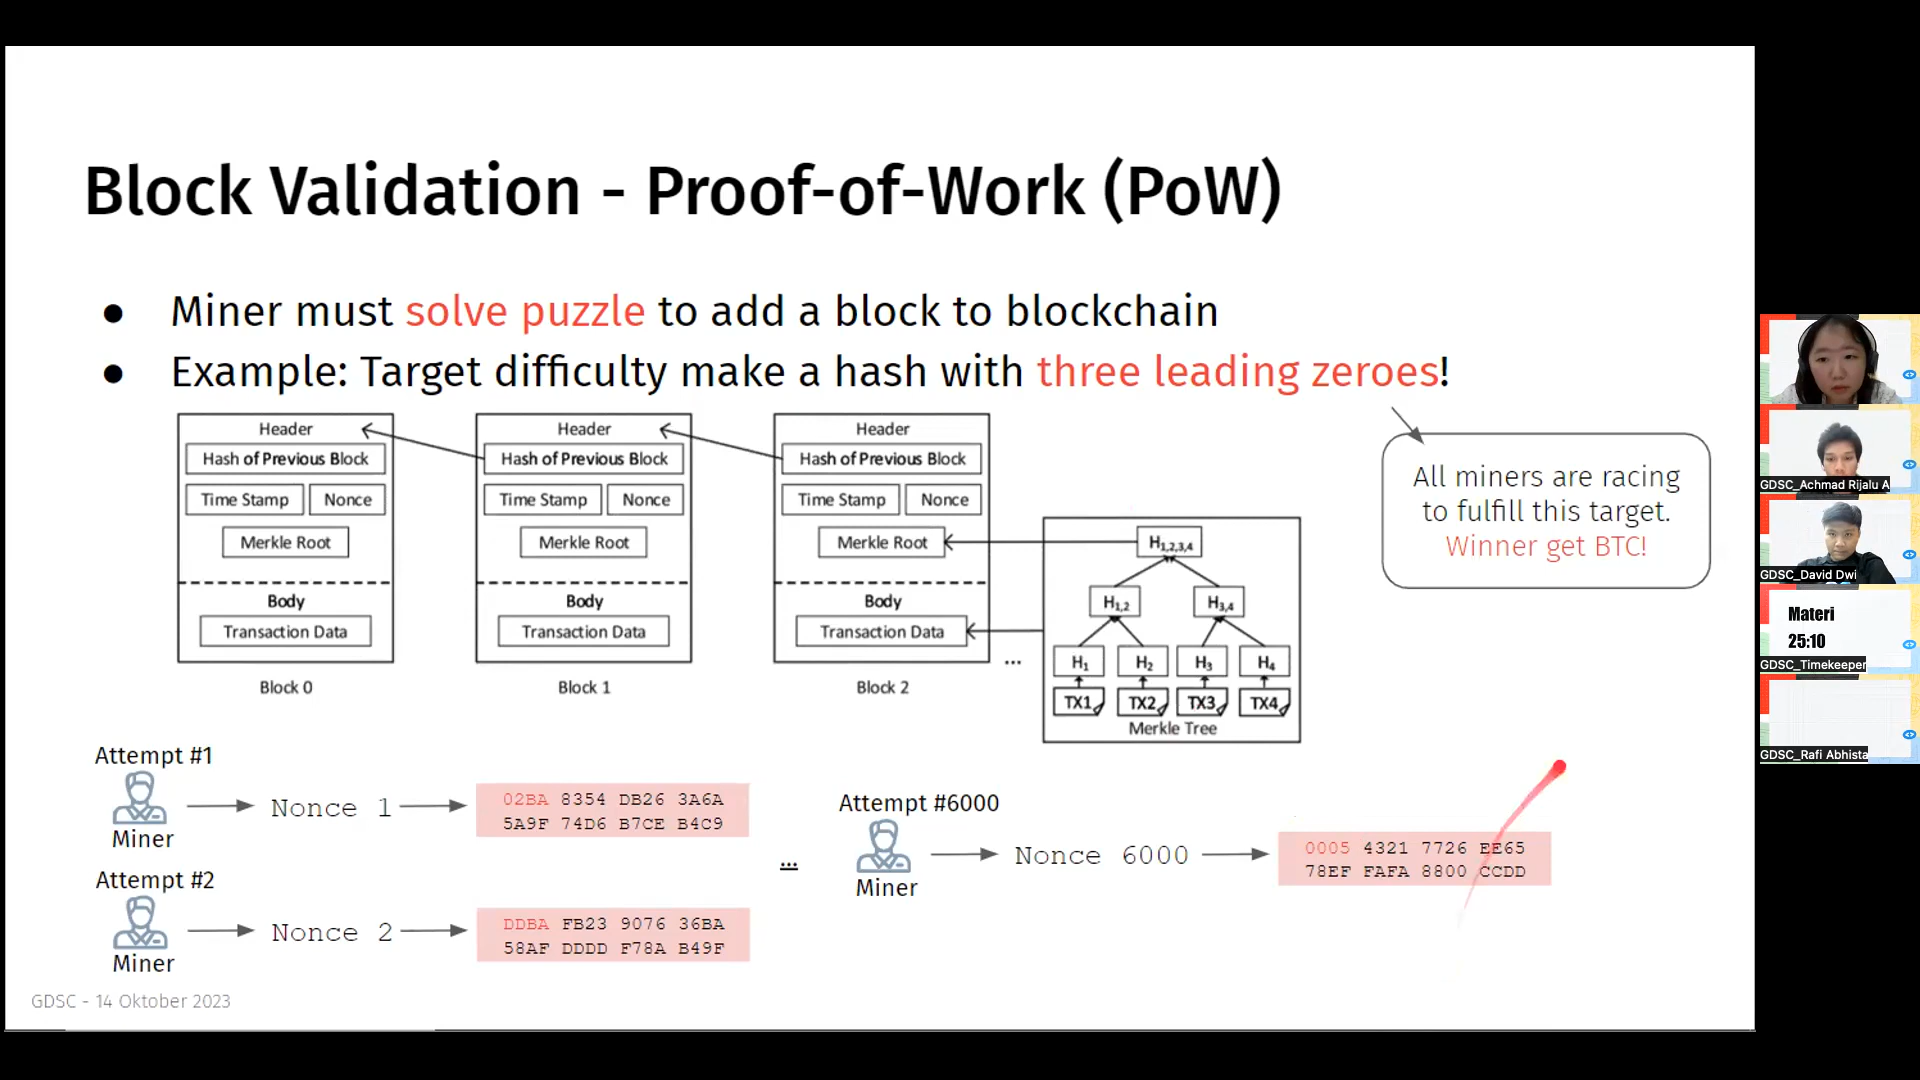 Block Validation - Proof-of-Work (PoW)
● Miner must solve puzzle to add a block to blockchain
● Example: Target difficulty make a hash with three leading zeroes!
All miners are racing
to fulfill this target.
Winner get BTC!
Header
Hash of Previous Block
Time Stamp
Nonce
Merkle Root
Body
Transaction Data
Block 0
Header
Hash of Previous Block
Time Stamp
Nonce
Merkle Root
Body
Transaction Data
Block 1
Header
Hash of Previous Block
Time Stamp
Nonce
Merkle Root
Body
Transaction Data
Block 2
...
H1,2,3,4
H1,2
H3,4
H1
H2
H3
H4
TX1
TX2
TX3
TX4
Merkle Tree
Attempt #1
Miner
Nonce 1
02BA 8354 DB26 3A6A
5A9F 74D6 B7CE B4C9
Attempt #2
Miner
Nonce 2
DDBA FB23 9076 36BA
58AF DDDD F78A B49F
...
Attempt #6000
Miner
Nonce 6000
0005 4321 7726 EE65
78EF FAFA 8800 CCDD
GDSC - 14 Oktober 2023
GDSC_Achmad Rijalu A
GDSC_David Dwi
Materi
25:10
GDSC_Timekeeper
GDSC_Rafi Abhista